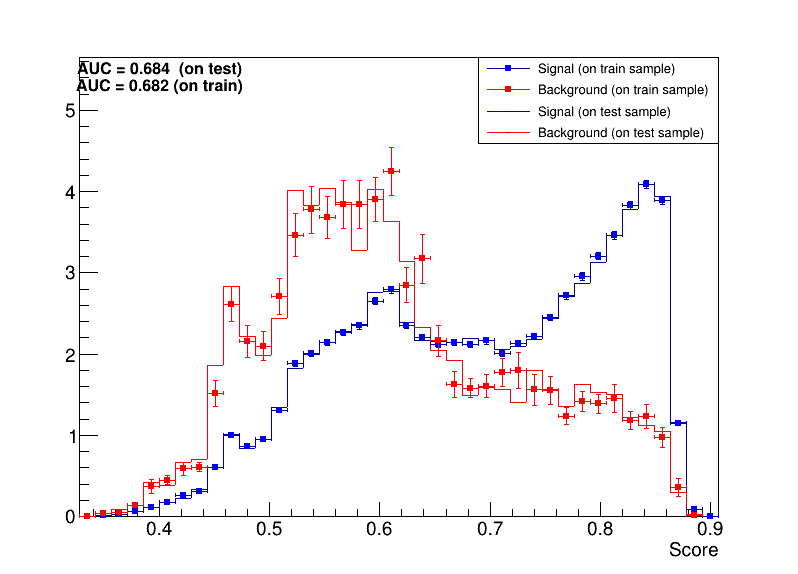 AUC = 0.684 (on test)
AUC = 0.682 (on train)
Signal (on train sample)
Background (on train sample)
Signal (on test sample)
Background (on test sample)
5
4
3
2
1
0
0.4 0.5 0.6 0.7 0.8 0.9
Score